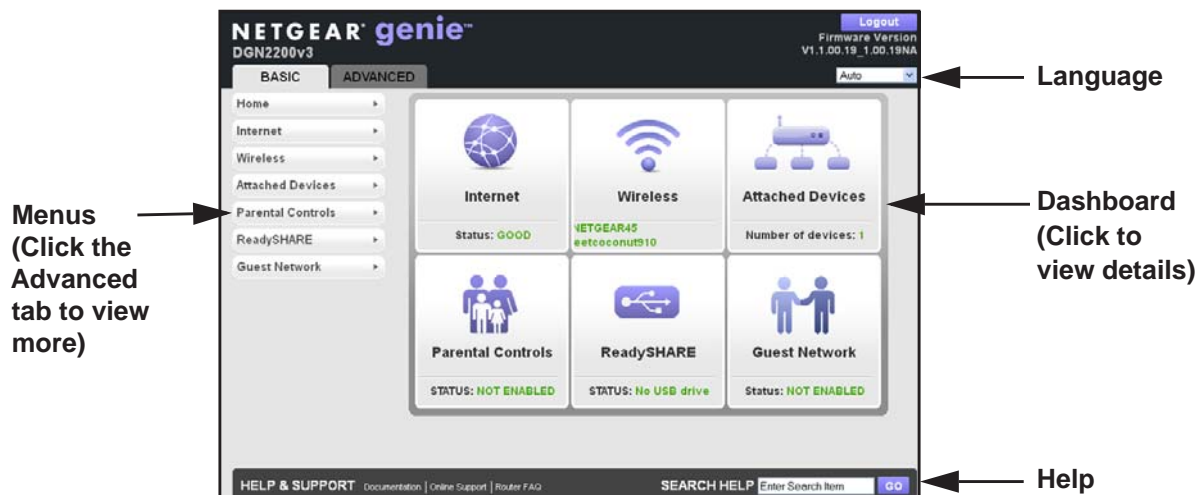 NETGEAR® genie™
DGN2200v3
Logout
Firmware Version
V1.1.00.19_1.00.19NA
BASIC
ADVANCED
Auto
Language
Home
Internet
Wireless
Attached Devices
Parental Controls
ReadySHARE
Guest Network
Menus
(Click the
Advanced
tab to view
more)
Internet
Status: GOOD
Wireless
NETGEAR45
eetcoconut910
Attached Devices
Number of devices: 1
Dashboard
(Click to
view details)
Parental Controls
STATUS: NOT ENABLED
ReadySHARE
STATUS: No USB drive
Guest Network
Status: NOT ENABLED
HELP & SUPPORT Documentation | Online Support | Router FAQ
SEARCH HELP Enter Search Item GO
Help